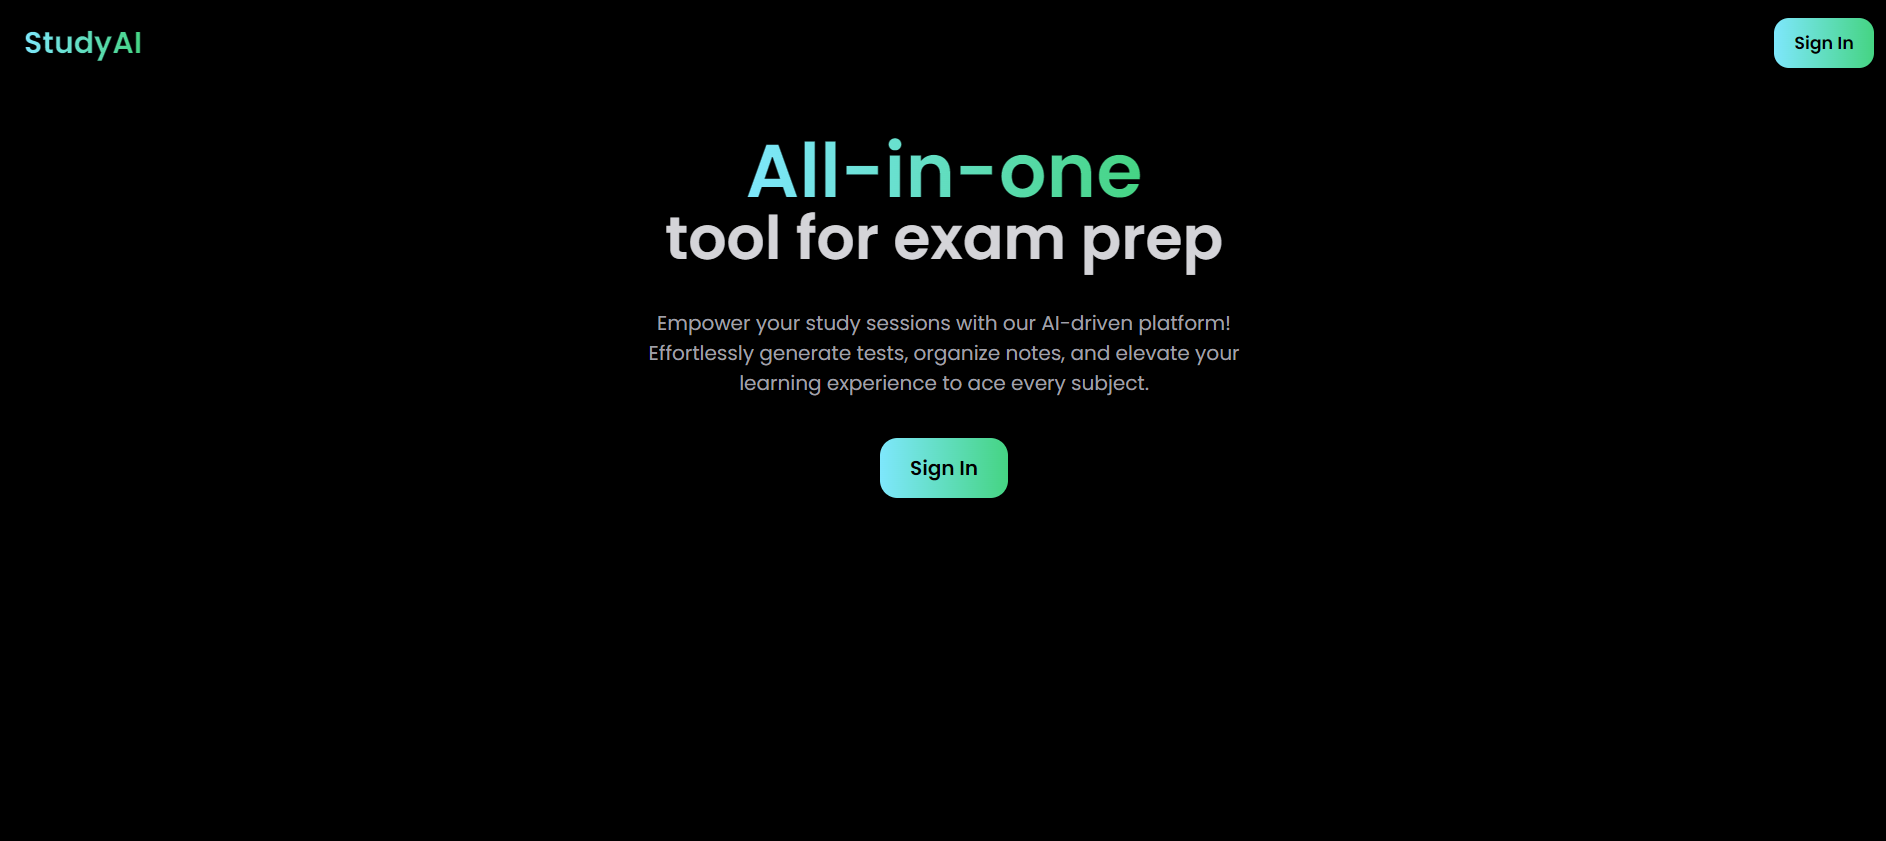 StudyAI
Sign In
All-in-one
tool for exam prep
Empower your study sessions with our AI-driven platform!
Effortlessly generate tests, organize notes, and elevate your
learning experience to ace every subject.
Sign In